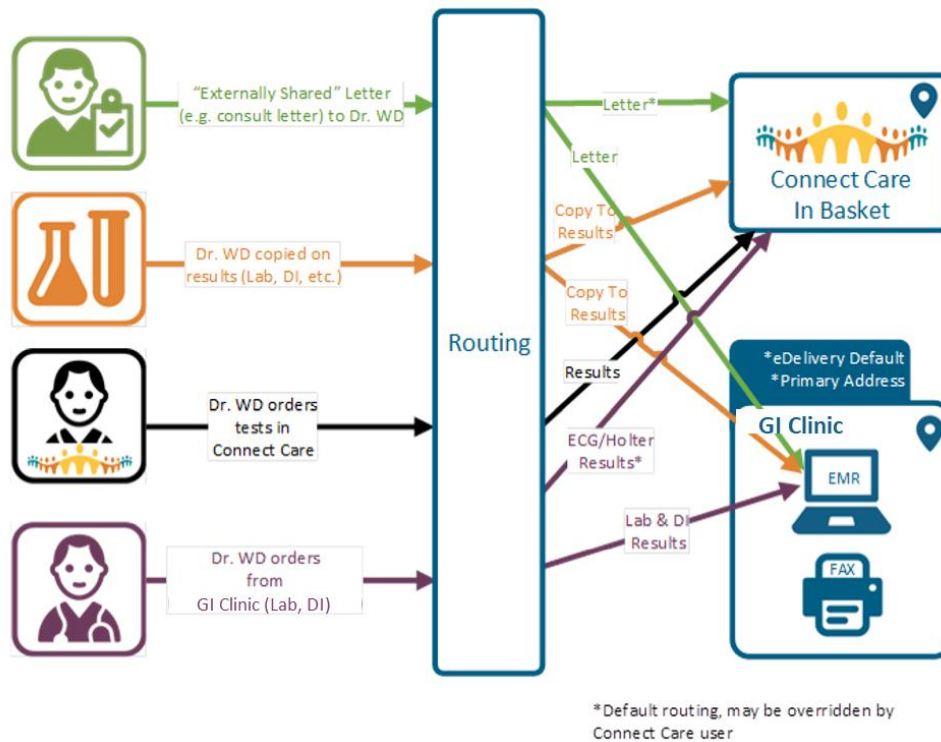 "Externally Shared" Letter
(e.g. consult letter) to Dr. WD
Dr. WD copied on
results (Lab, DI, etc.)
Dr. WD orders
tests in
Connect Care
Dr. WD orders
from
GI Clinic (Lab, DI)
Routing
Letter*
Letter
Copy To
Results
Copy To
Results
Results
ECG/Holter
Results*
Lab & DI
Results
Connect Care
In Basket
*eDelivery Default
*Primary Address
GI Clinic
EMR
FAX
*Default routing, may be overridden by
Connect Care user